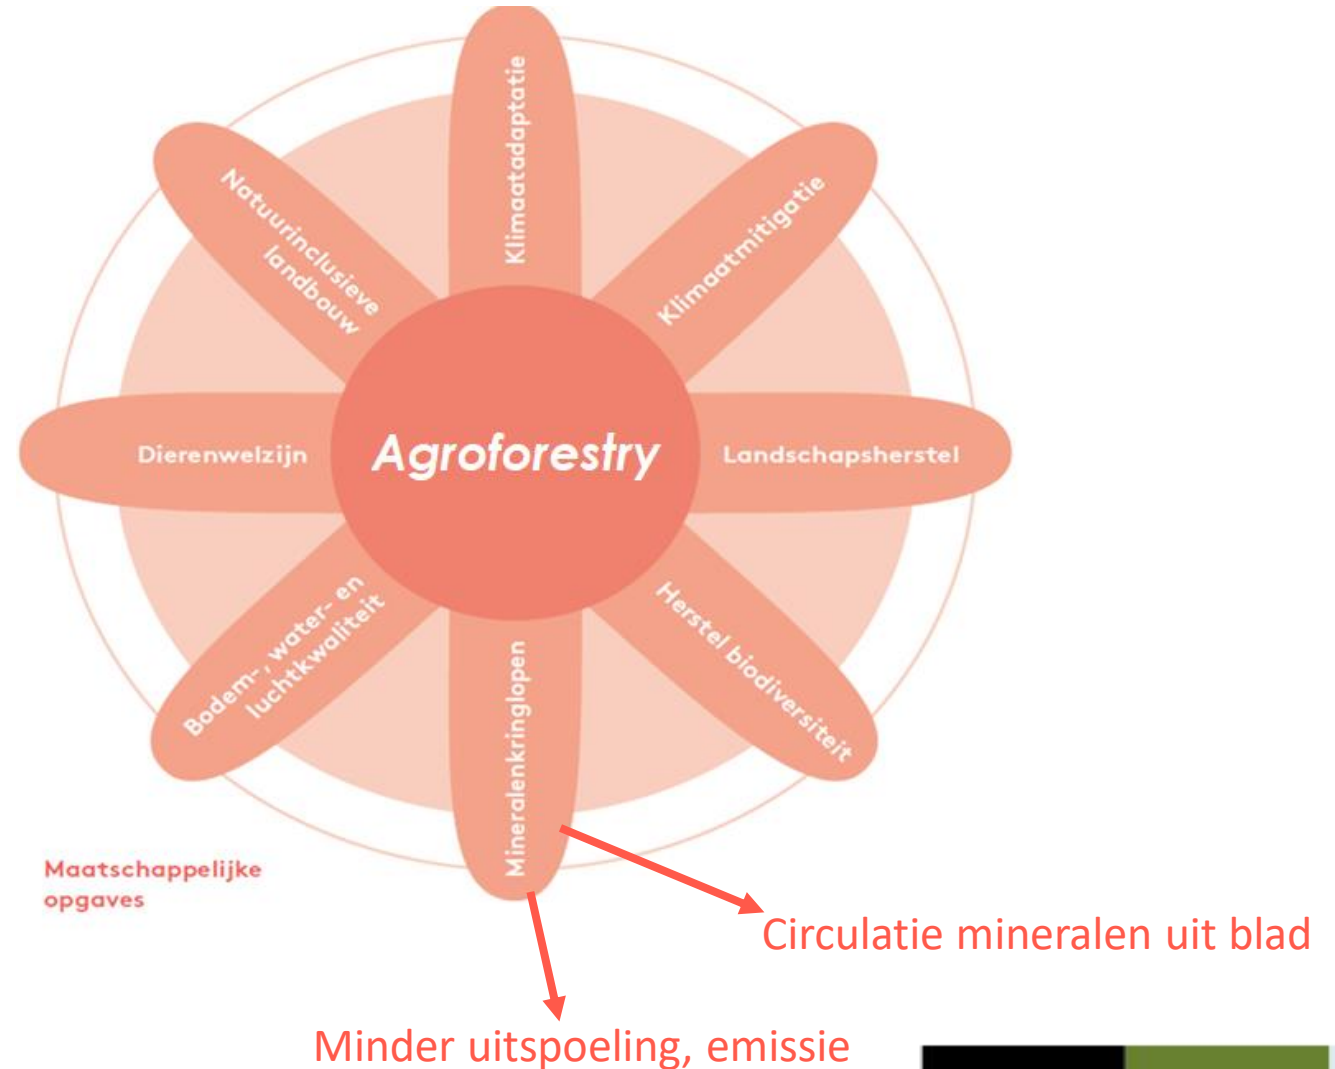 Klimaatadaptatie
Klimaatmitigatie
Landschapsherstel
Herstel biodiversiteit
Mineralenkringlopen
Bodem-, water- en
luchtkwaliteit
Dierenwelzijn
Natuurinclusieve
landbouw
Agroforestry
Maatschappelijke
opgaves
Circulatie mineralen uit blad
Minder uitspoeling, emissie